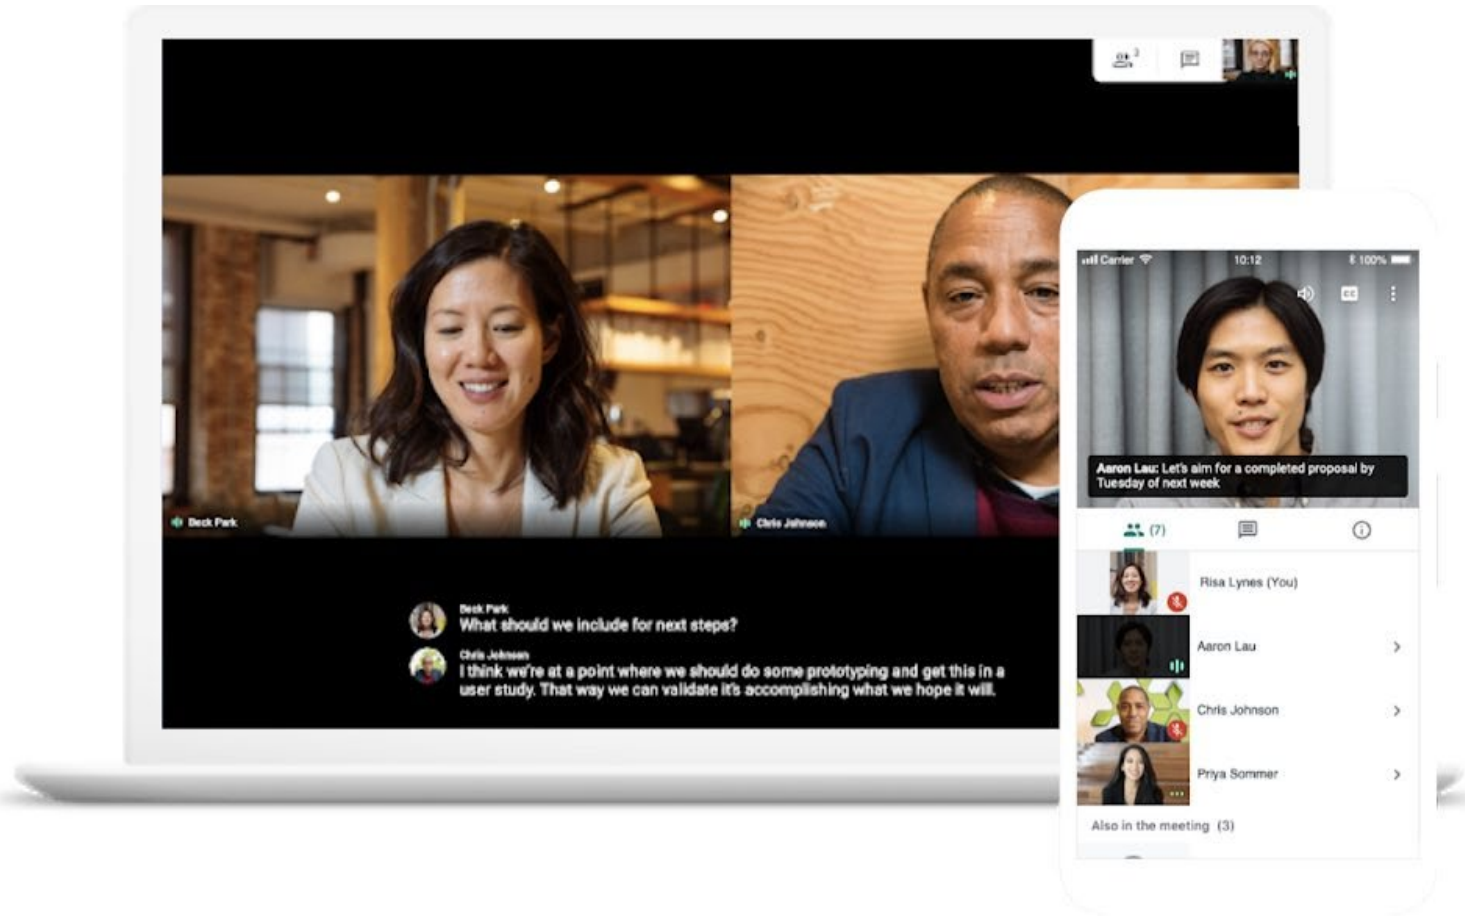 3
Beck Park
Chris Johnson
Beck Park
What should we include for next steps?
Chris Johnson
I think we're at a point where we should do some prototyping and get this in a
user study. That way we can validate it's accomplishing what we hope it will.
Carrier 10:12 100%
CC
Aaron Lau: Let's aim for a completed proposal by
Tuesday of next week
(7)
Risa Lynes (You)
Aaron Lau
Chris Johnson
Priya Sommer
Also in the meeting (3)